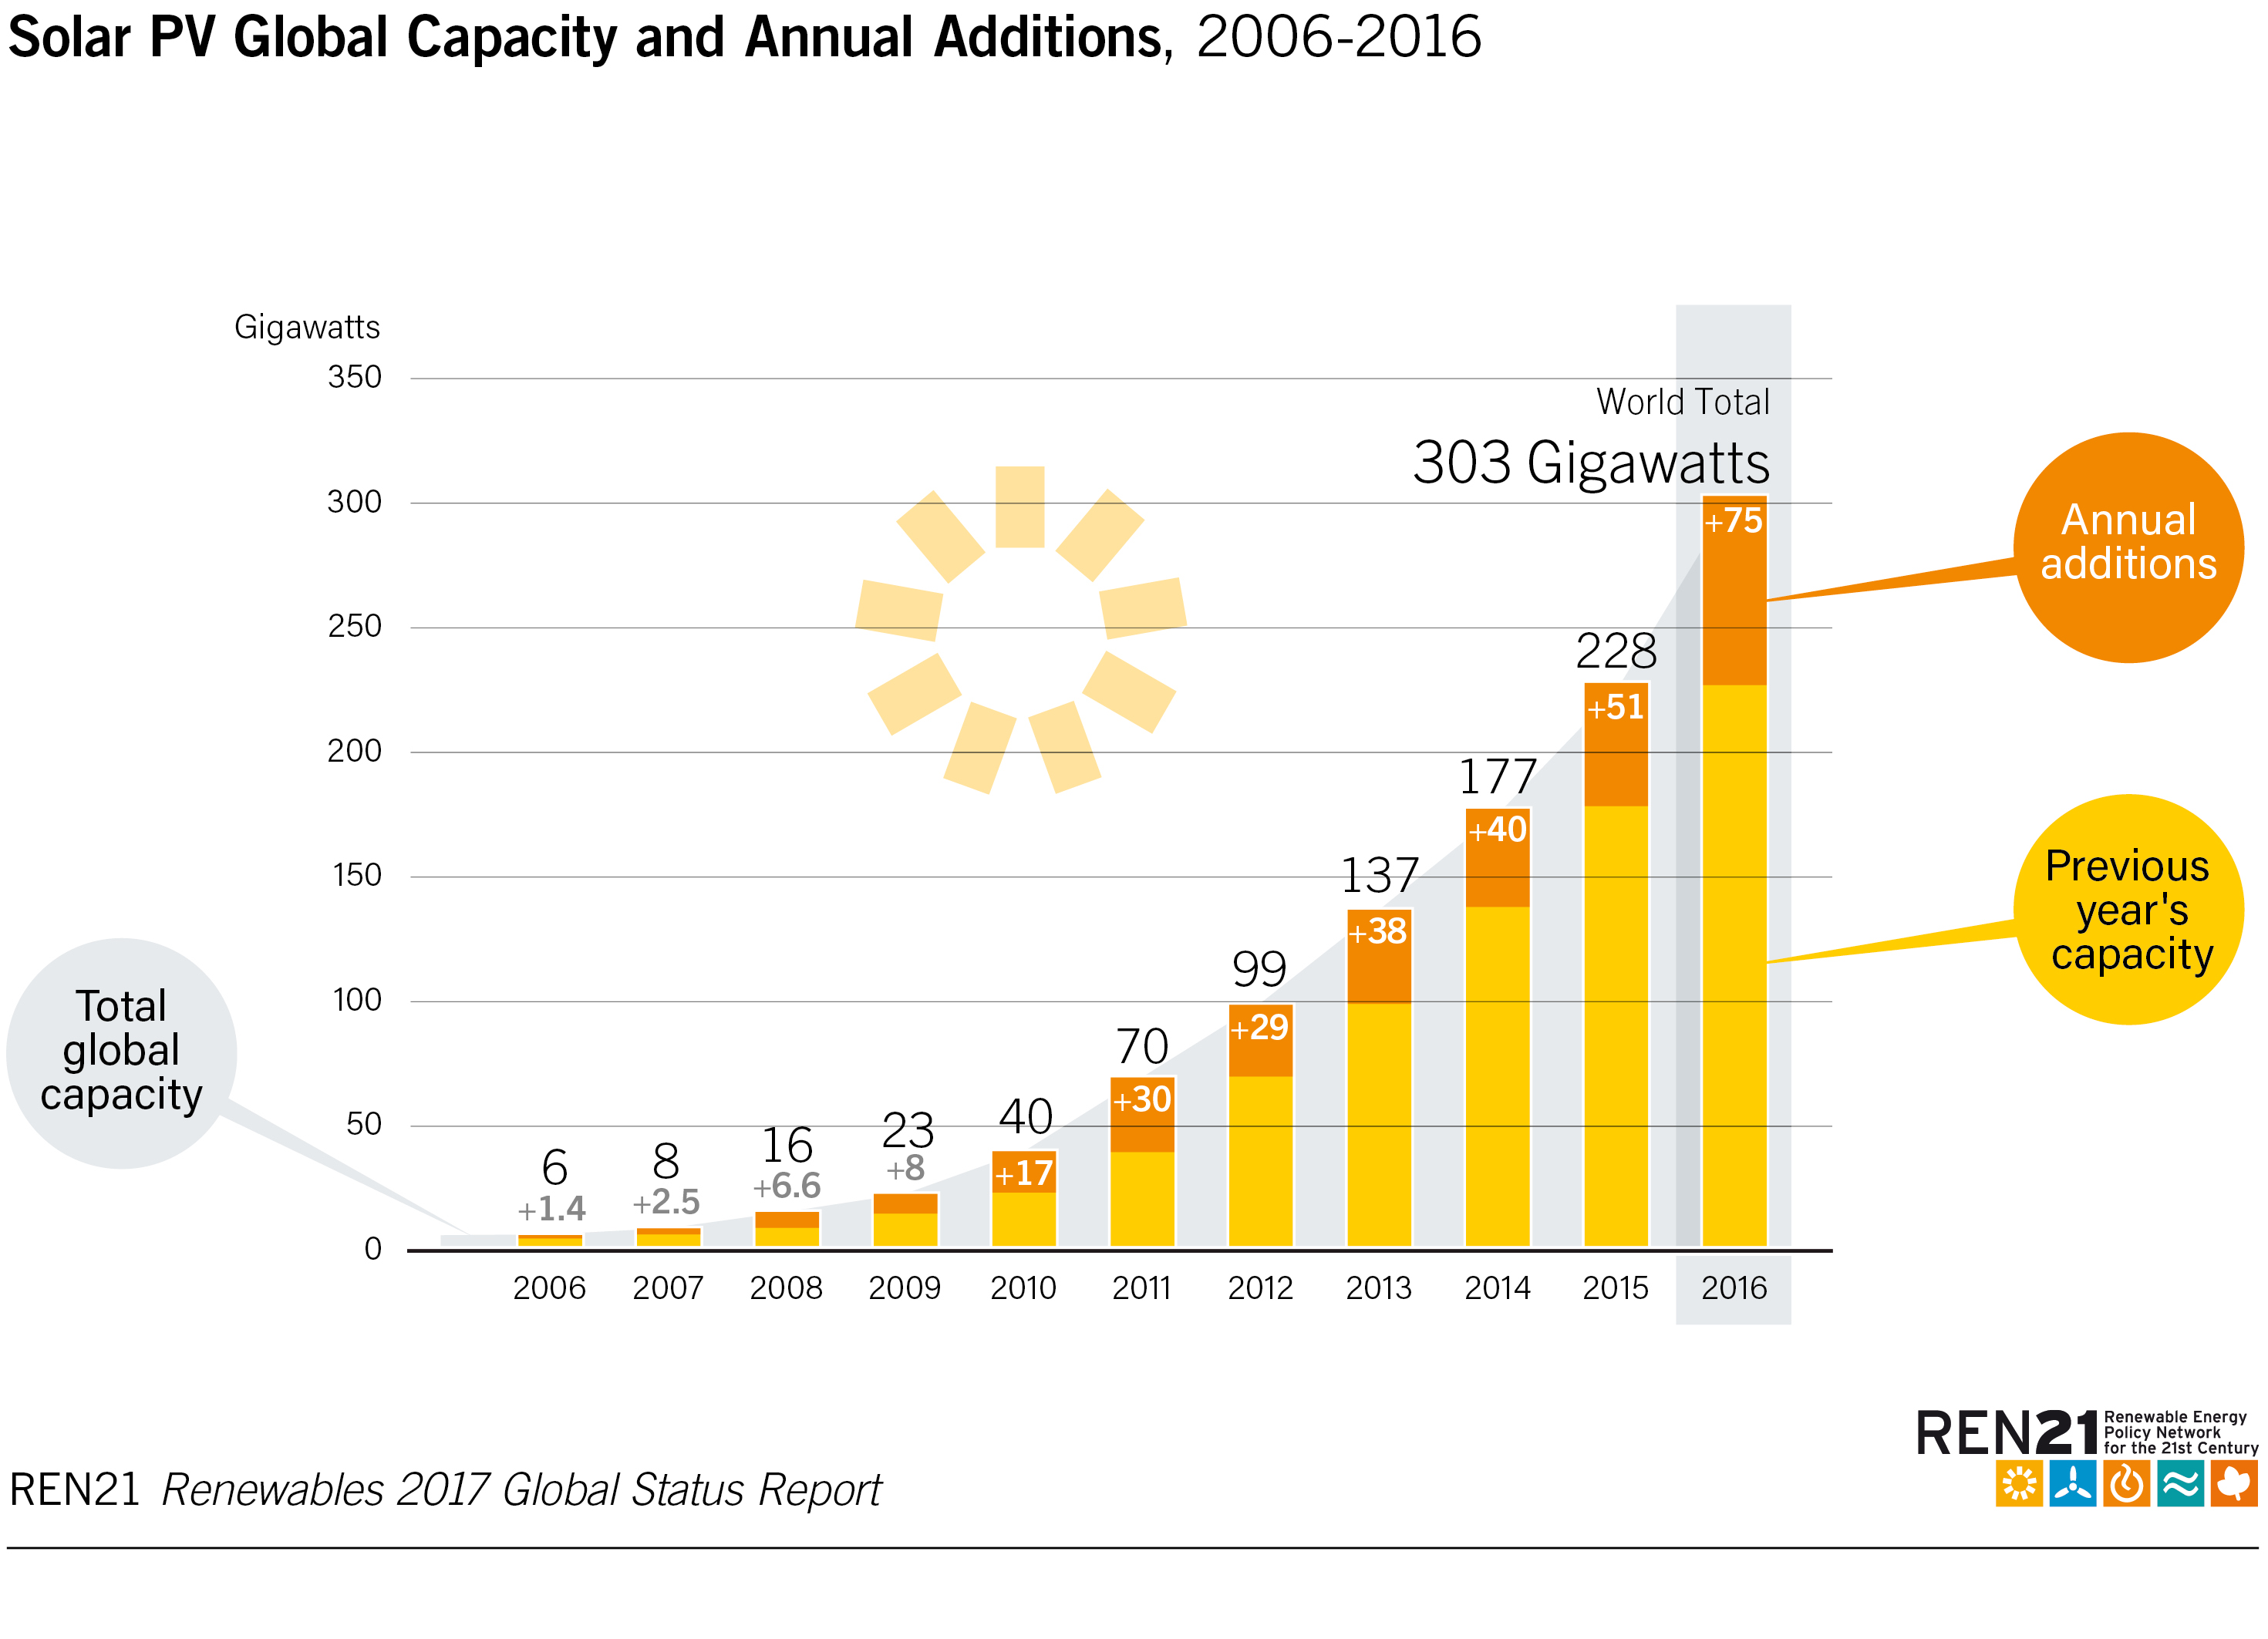 Solar PV Global Capacity and Annual Additions, 2006-2016
Gigawatts
350
300
250
200
150
100
50
0
World Total
303 Gigawatts
+75
228
+51
177
+40
137
+38
99
+29
70
+30
40
+17
23
+8
16
+6.6
8
+2.5
6
+1.4
2006 2007 2008 2009 2010 2011 2012 2013 2014 2015 2016
Annual
additions
Previous
year's
capacity
Total
global
capacity
REN21 Renewables 2017 Global Status Report
REN21
Renewable Energy
Policy Network
for the 21st Century